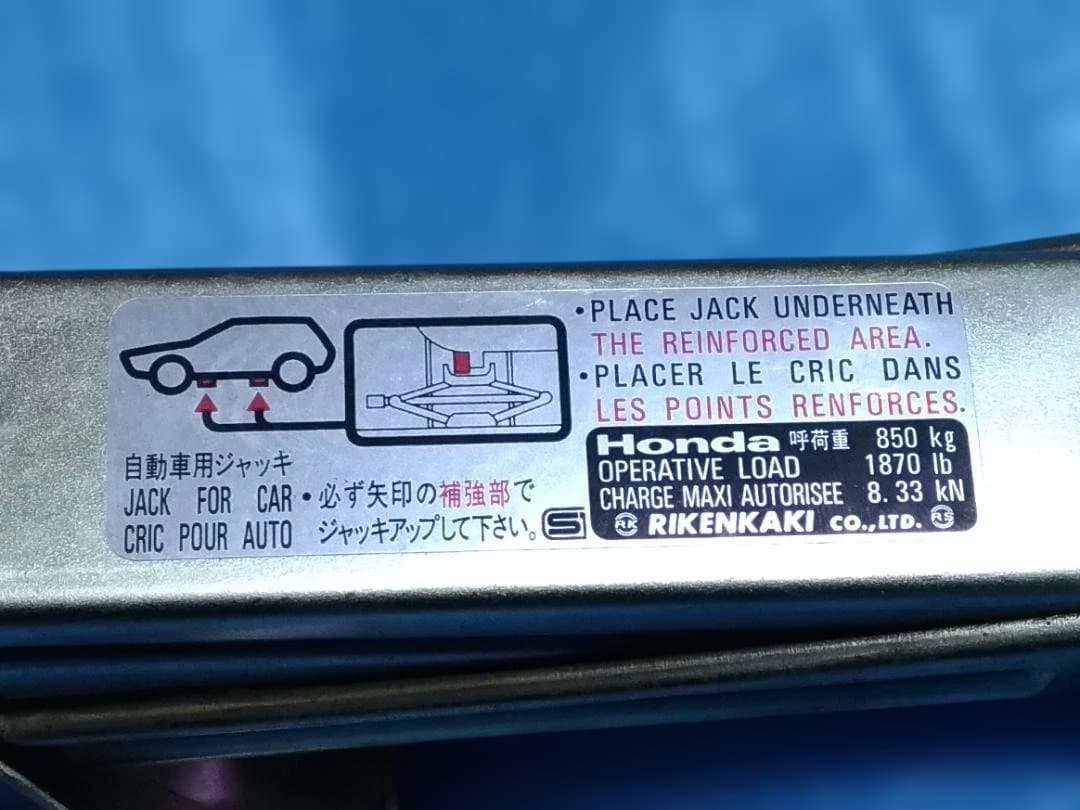 •PLACE JACK UNDERNEATH
THE REINFORCED AREA.
•PLACER LE CRIC DANS
LES POINTS RENFORCES.
自動車用ジャッキ
JACK FOR CAR
CRIC POUR AUTO
•必ず矢印の補強部で
ジャッキアップして下さい。
Honda 呼荷重 850 kg
OPERATIVE LOAD 1870 lb
CHARGE MAXI AUTORISEE 8.33 kN
RIKENKAKI CO.,LTD.